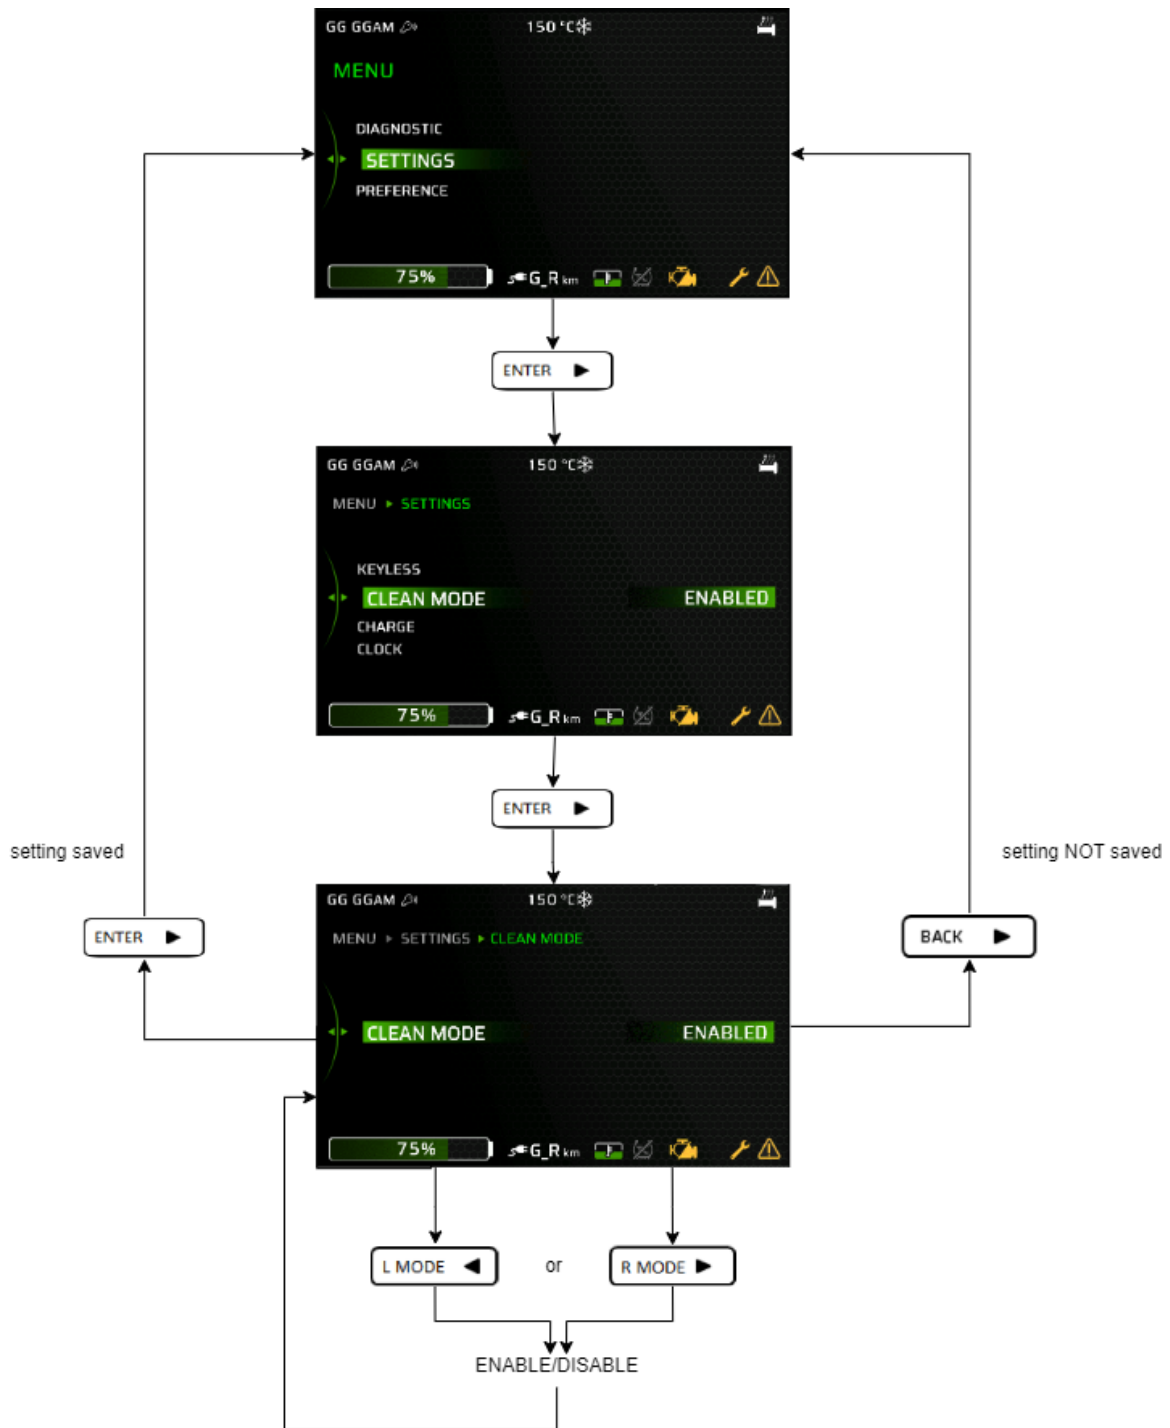 GG GGAM 150 °C
MENU
DIAGNOSTIC
SETTINGS
PREFERENCE
75% G_R km
ENTER
GG GGAM 150 °C
MENU SETTINGS
KEYLESS
CLEAN MODE ENABLED
CHARGE
CLOCK
75% G_R km
ENTER
setting saved
setting NOT saved
GG GGAM 150 °C
ENTER
BACK
MENU SETTINGS CLEAN MODE
CLEAN MODE ENABLED
75% G_R km
L MODE or R MODE
ENABLE/DISABLE